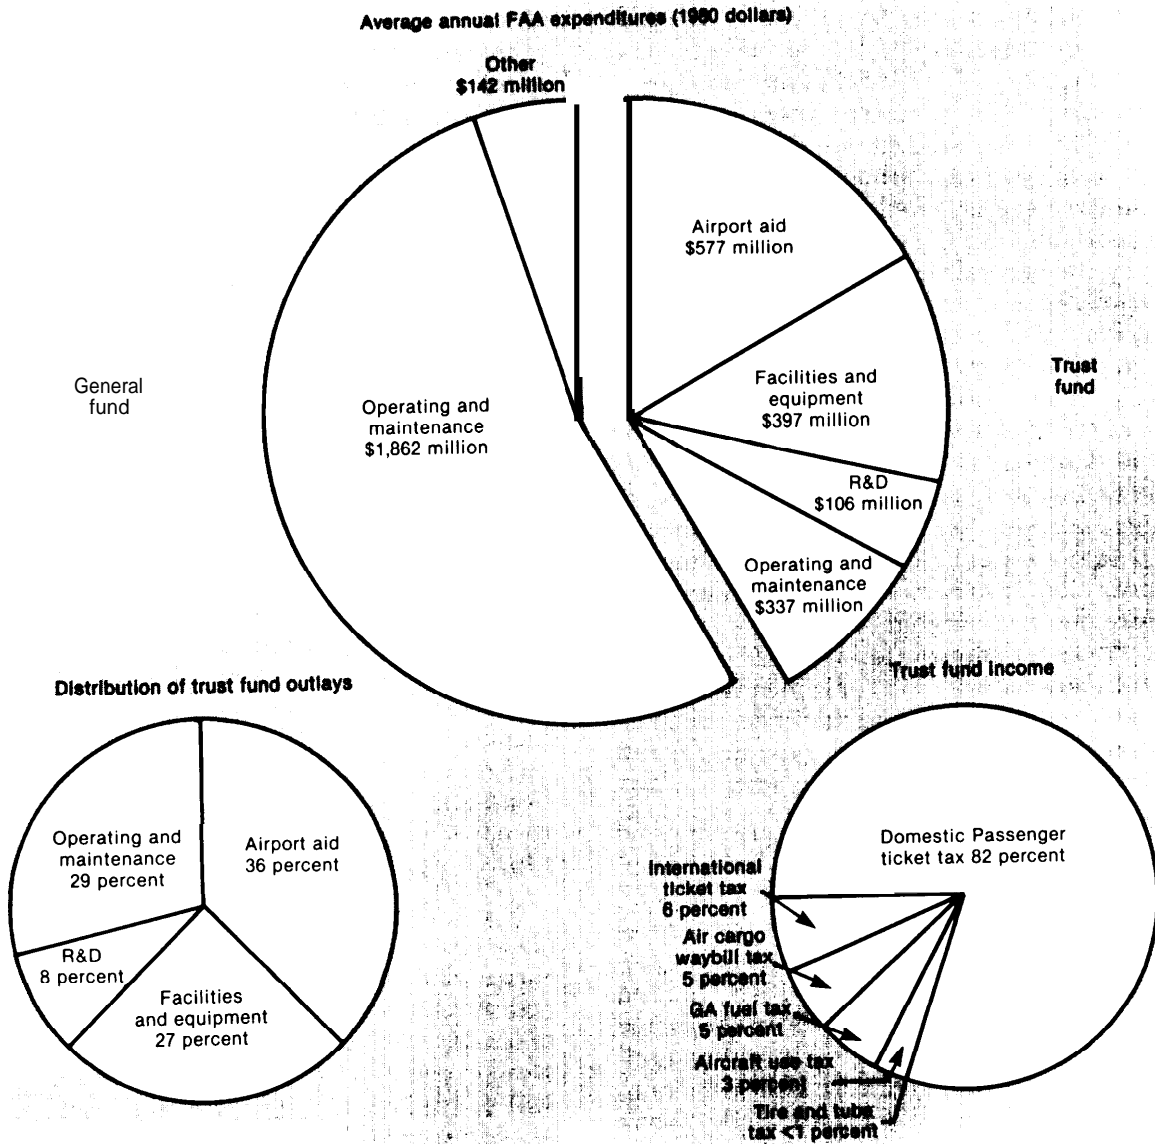 Average annual FAA expenditures (1980 dollars)
Other
$142 million
Airport aid
$577 million
Facilities and
equipment
$397 million
R&D
$106 million
Operating and
maintenance
$337 million
Operating and
maintenance
$1,862 million
General
fund
Trust
fund
Distribution of trust fund outlays
Operating and
maintenance
29 percent
Airport aid
36 percent
R&D
8 percent
Facilities
and equipment
27 percent
Trust fund income
Domestic Passenger
ticket tax 82 percent
International
ticket tax
6 percent
Air cargo
waybill tax
5 percent
GA fuel tax
5 percent
Aircraft use tax
3 percent
Tire and tube
tax <1 percent